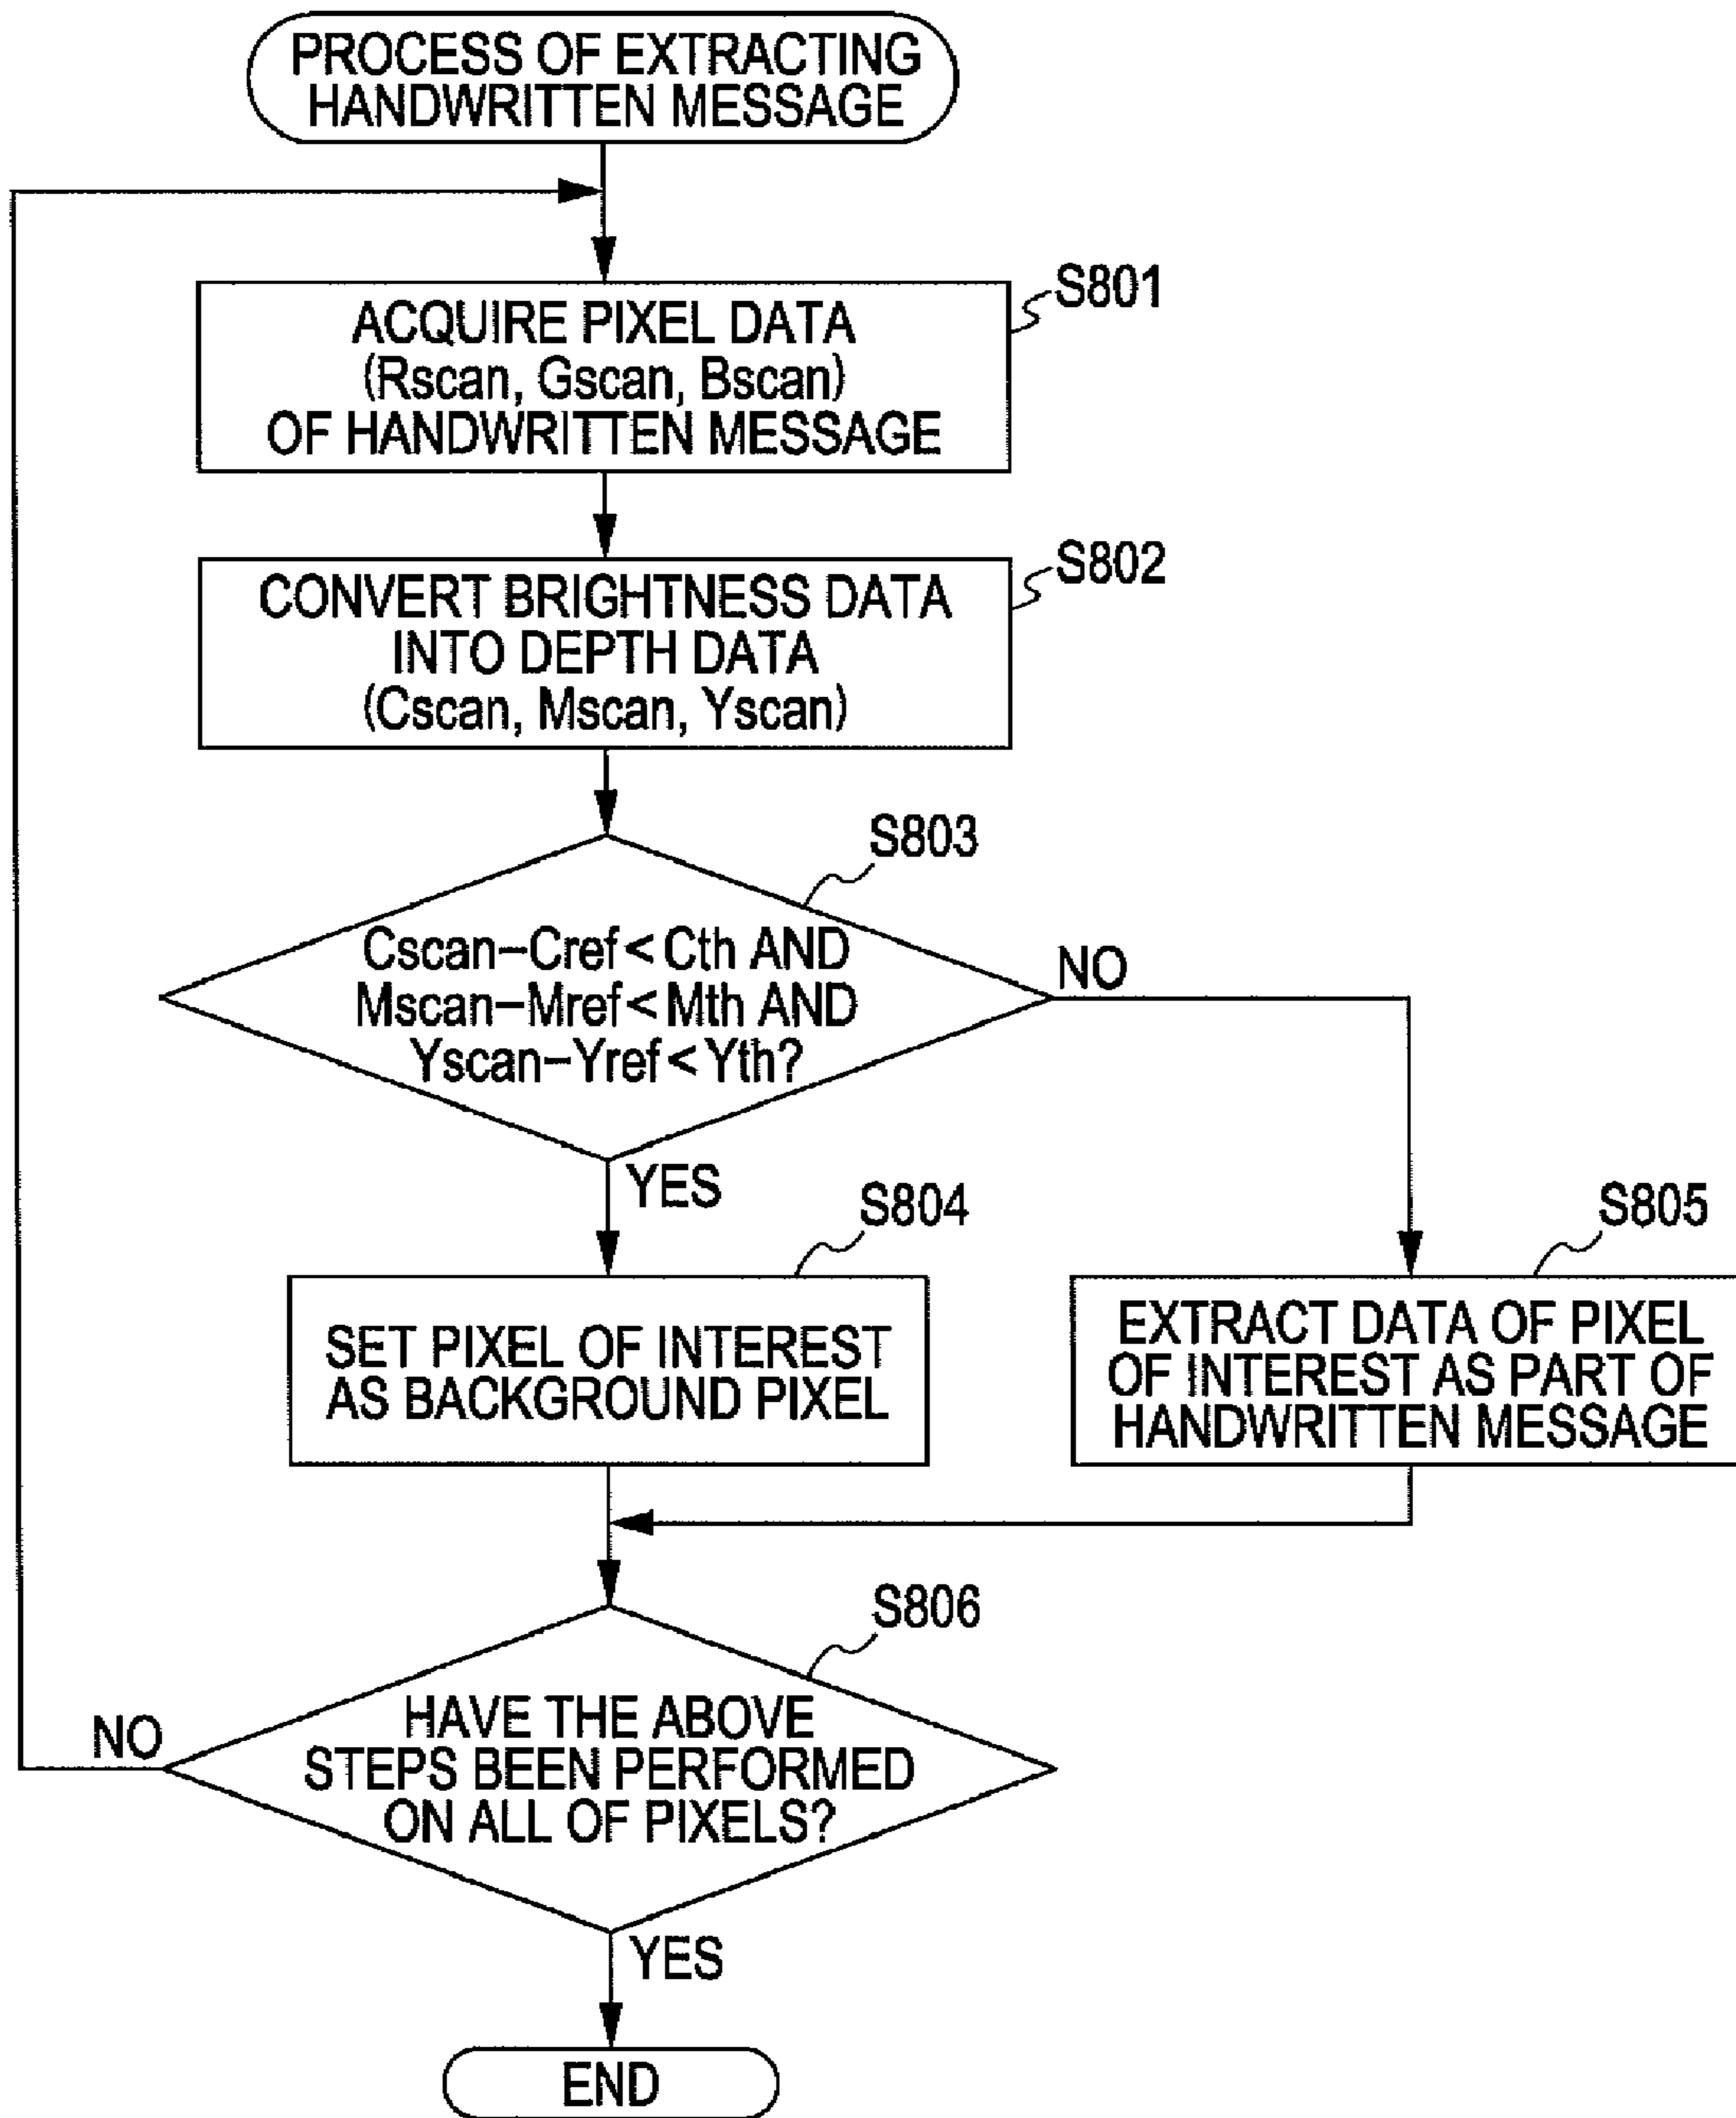 PROCESS OF EXTRACTING
HANDWRITTEN MESSAGE
S801
ACQUIRE PIXEL DATA
(Rscan, Gscan, Bscan)
OF HANDWRITTEN MESSAGE
S802
CONVERT BRIGHTNESS DATA
INTO DEPTH DATA
(Cscan, Mscan, Yscan)
S803
Cscan−Cref < Cth AND
Mscan−Mref < Mth AND
Yscan−Yref < Yth?
NO
YES
S804
SET PIXEL OF INTEREST
AS BACKGROUND PIXEL
S805
EXTRACT DATA OF PIXEL
OF INTEREST AS PART OF
HANDWRITTEN MESSAGE
S806
HAVE THE ABOVE
STEPS BEEN PERFORMED
ON ALL OF PIXELS?
NO
YES
END